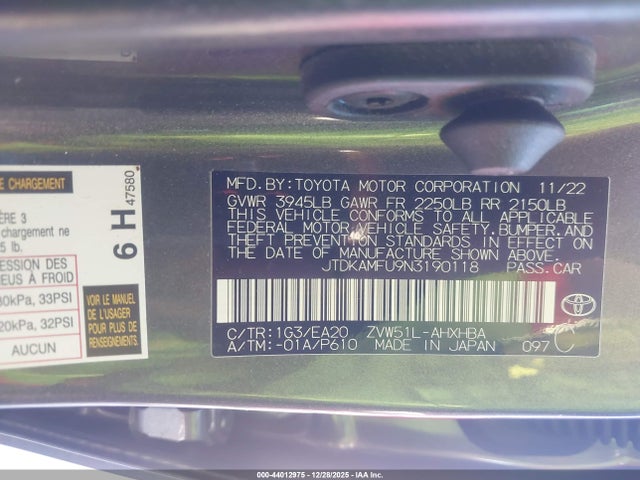 E CHARGEMENT
ÈRE 3
chargement ne
5 lb.
ESSION DES
NEUS À FROID
30kPa, 33PSI
20kPa, 32PSI
AUCUN
VOIR LE MANUEL
DE L'USAGER
POUR PLUS DE
RENSEIGNEMENTS
6 H 47580
MFD.BY:TOYOTA MOTOR CORPORATION 11/22
GVWR 3945LB GAWR FR 2250LB RR 2150LB
THIS VEHICLE CONFORMS TO ALL APPLICABLE
FEDERAL MOTOR VEHICLE SAFETY,BUMPER,AND
THEFT PREVENTION STANDARDS IN EFFECT ON
THE DATE OF MANUFACTURE SHOWN ABOVE.
JTDKAMFU9N3190118 PASS.CAR
C/TR:1G3/EA20 ZVW51L-AHXHBA
A/TM:-01A/P610 MADE IN JAPAN 097 C
TOYOTA
000-44012975 - 12/28/2025 - IAA Inc.